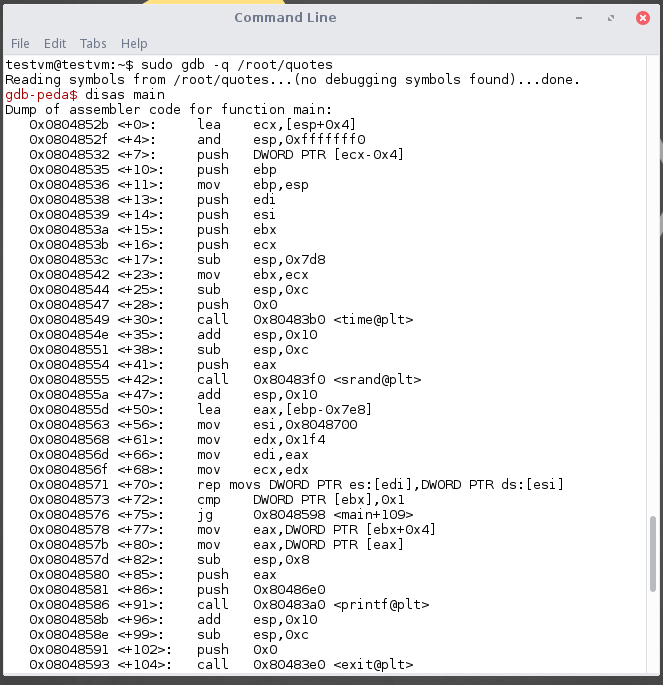 Command Line
File Edit Tabs Help
testvm@testvm:~$ sudo gdb -q /root/quotes
Reading symbols from /root/quotes...(no debugging symbols found)...done.
gdb-peda$ disas main
Dump of assembler code for function main:
   0x0804852b <+0>:     lea    ecx,[esp+0x4]
   0x0804852f <+4>:     and    esp,0xfffffff0
   0x08048532 <+7>:     push   DWORD PTR [ecx-0x4]
   0x08048535 <+10>:    push   ebp
   0x08048536 <+11>:    mov    ebp,esp
   0x08048538 <+13>:    push   edi
   0x08048539 <+14>:    push   esi
   0x0804853a <+15>:    push   ebx
   0x0804853b <+16>:    push   ecx
   0x0804853c <+17>:    sub    esp,0x7d8
   0x08048542 <+23>:    mov    ebx,ecx
   0x08048544 <+25>:    sub    esp,0xc
   0x08048547 <+28>:    push   0x0
   0x08048549 <+30>:    call   0x80483b0 <time@plt>
   0x0804854e <+35>:    add    esp,0x10
   0x08048551 <+38>:    sub    esp,0xc
   0x08048554 <+41>:    push   eax
   0x08048555 <+42>:    call   0x80483f0 <srand@plt>
   0x0804855a <+47>:    add    esp,0x10
   0x0804855d <+50>:    lea    eax,[ebp-0x7e8]
   0x08048563 <+56>:    mov    esi,0x8048700
   0x08048568 <+61>:    mov    edx,0x1f4
   0x0804856d <+66>:    mov    edi,eax
   0x0804856f <+68>:    mov    ecx,edx
   0x08048571 <+70>:    rep movs DWORD PTR es:[edi],DWORD PTR ds:[esi]
   0x08048573 <+72>:    cmp    DWORD PTR [ebx],0x1
   0x08048576 <+75>:    jg     0x8048598 <main+109>
   0x08048578 <+77>:    mov    eax,DWORD PTR [ebx+0x4]
   0x0804857b <+80>:    mov    eax,DWORD PTR [eax]
   0x0804857d <+82>:    sub    esp,0x8
   0x08048580 <+85>:    push   eax
   0x08048581 <+86>:    push   0x80486e0
   0x08048586 <+91>:    call   0x80483a0 <printf@plt>
   0x0804858b <+96>:    add    esp,0x10
   0x0804858e <+99>:    sub    esp,0xc
   0x08048591 <+102>:   push   0x0
   0x08048593 <+104>:   call   0x80483e0 <exit@plt>